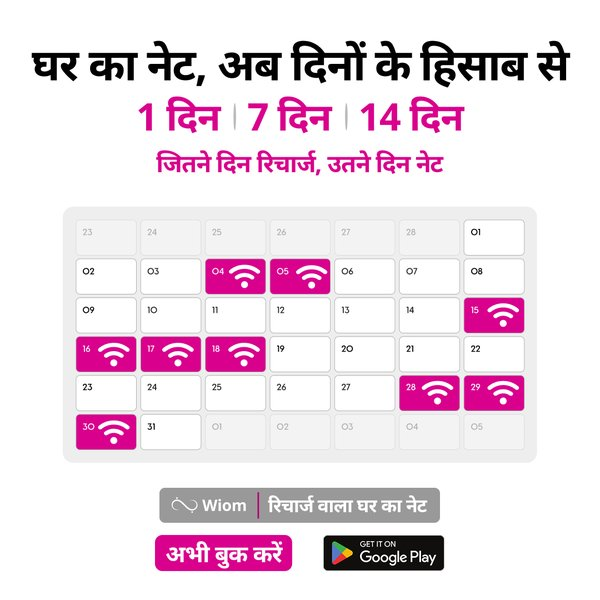 घर का नेट, अब दिनों के हिसाब से
1 दिन | 7 दिन | 14 दिन
जितने दिन रिचार्ज, उतने दिन नेट
23 24 25 26 27 28 01
02 03 04 05 06 07 08
09 10 11 12 13 14 15
16 17 18 19 20 21 22
23 24 25 26 27 28 29
30 31 01 02 03 04 05
Wiom | रिचार्ज वाला घर का नेट
अभी बुक करें
GET IT ON
Google Play